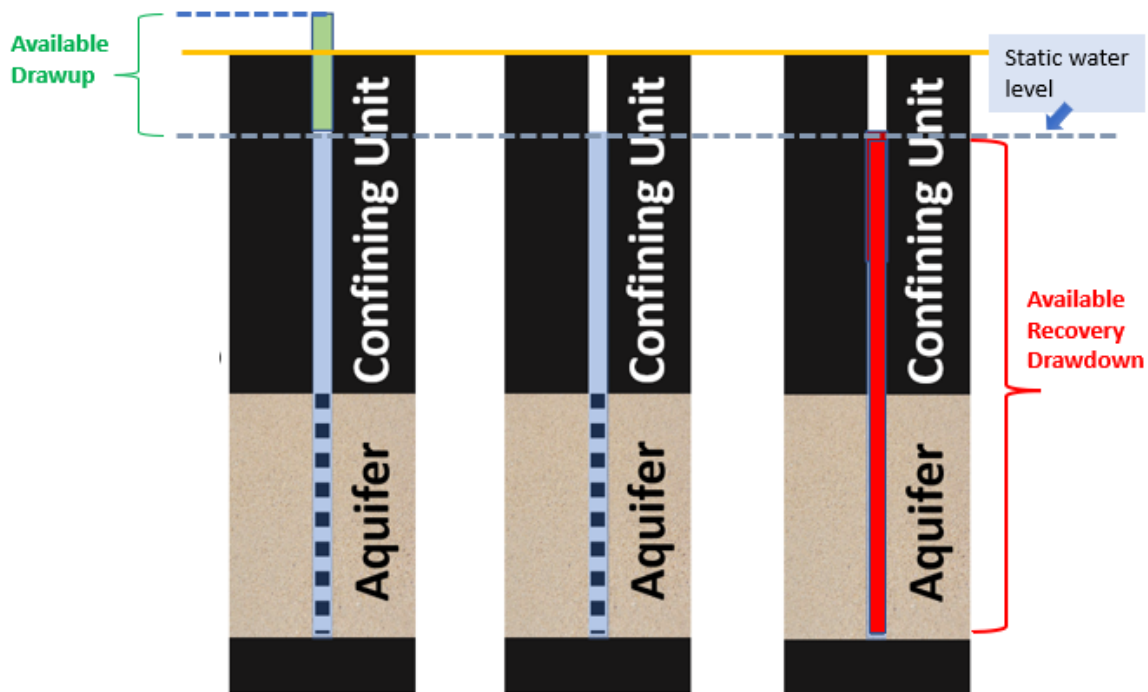 Available
Drawup
Static water
level
Confining Unit
Confining Unit
Confining Unit
Available
Recovery
Drawdown
Aquifer
Aquifer
Aquifer